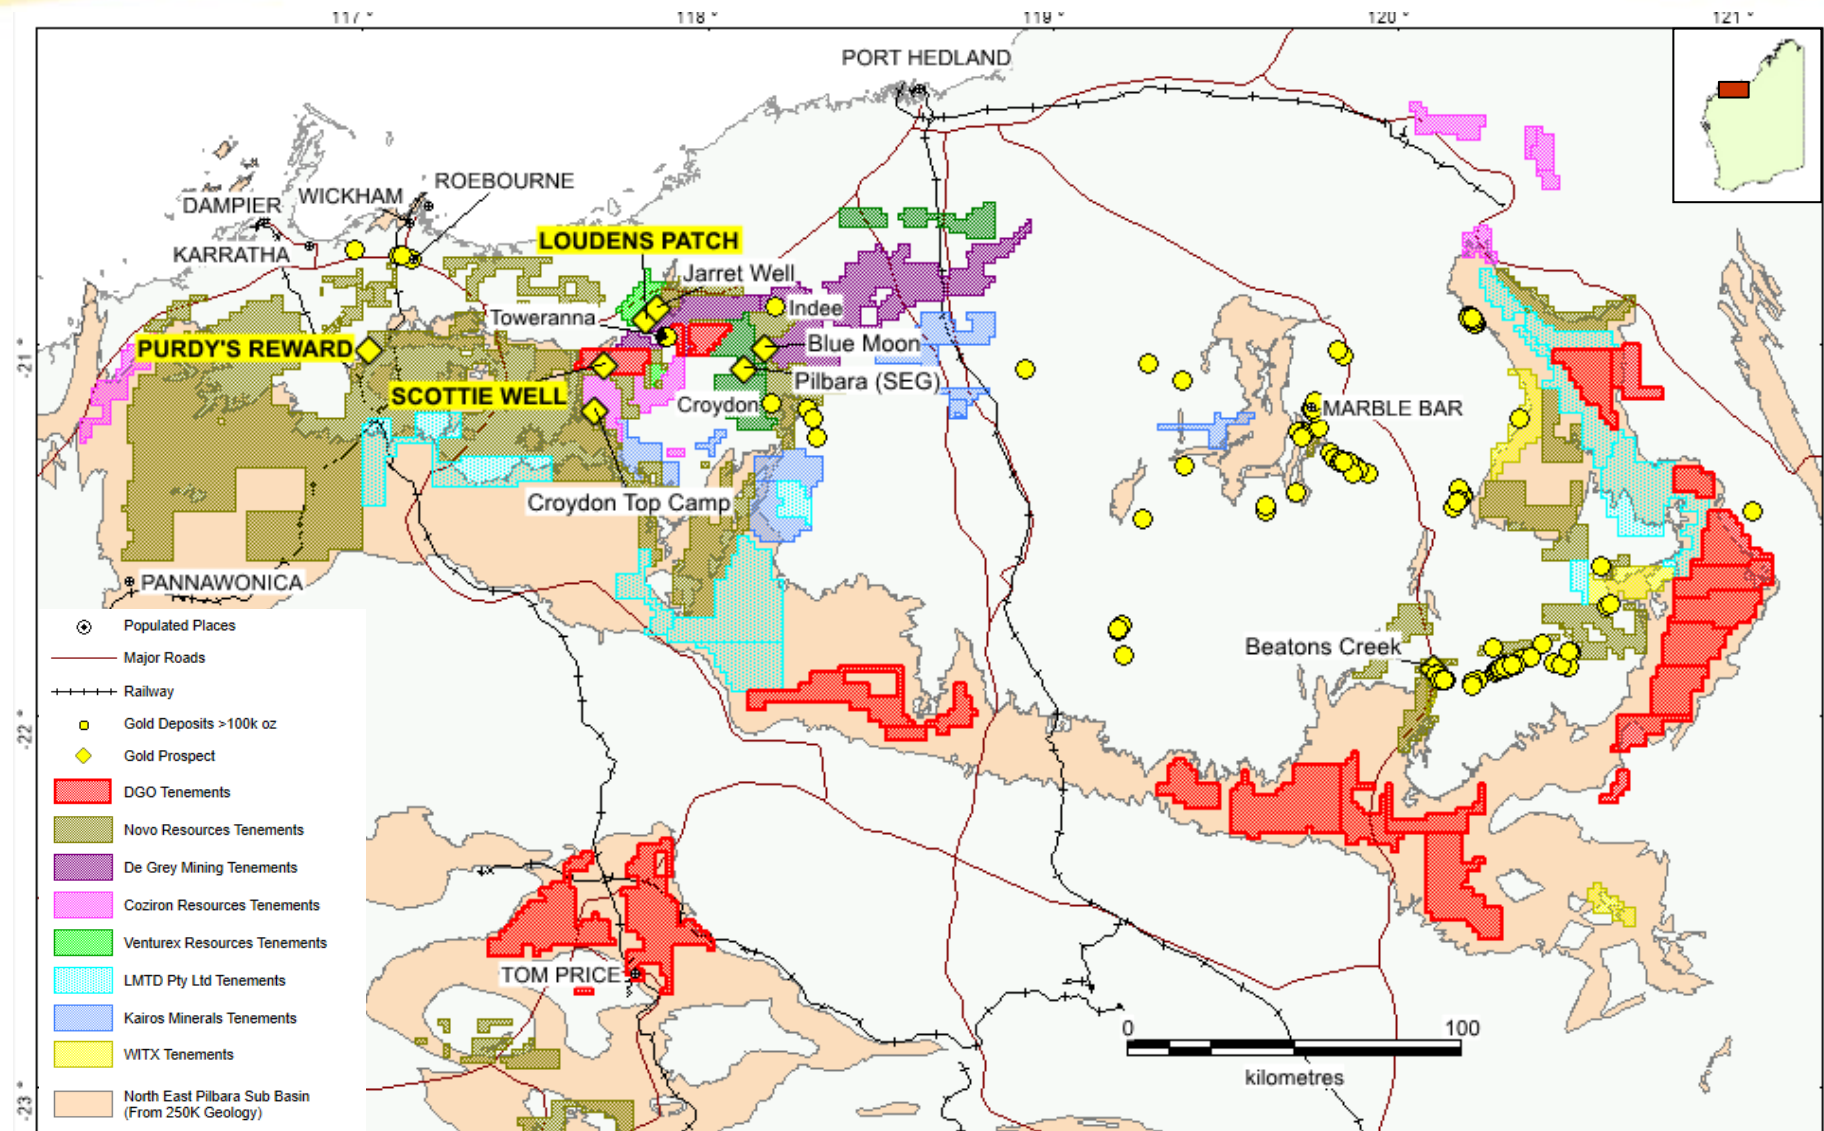 117 °
118 °
119 °
120 °
121 °
PORT HEDLAND
ROEBOURNE
WICKHAM
DAMPIER
KARRATHA
LOUDENS PATCH
Jarret Well
Indee
Toweranna
PURDY'S REWARD
Blue Moon
Pilbara (SEG)
SCOTTIE WELL
Croydon
MARBLE BAR
Croydon Top Camp
PANNAWONICA
Beatons Creek
TOM PRICE
-21 °
-22 °
-23 °
Populated Places
Major Roads
Railway
Gold Deposits >100k oz
Gold Prospect
DGO Tenements
Novo Resources Tenements
De Grey Mining Tenements
Coziron Resources Tenements
Venturex Resources Tenements
LMTD Pty Ltd Tenements
Kairos Minerals Tenements
WITX Tenements
North East Pilbara Sub Basin
(From 250K Geology)
0 100
kilometres